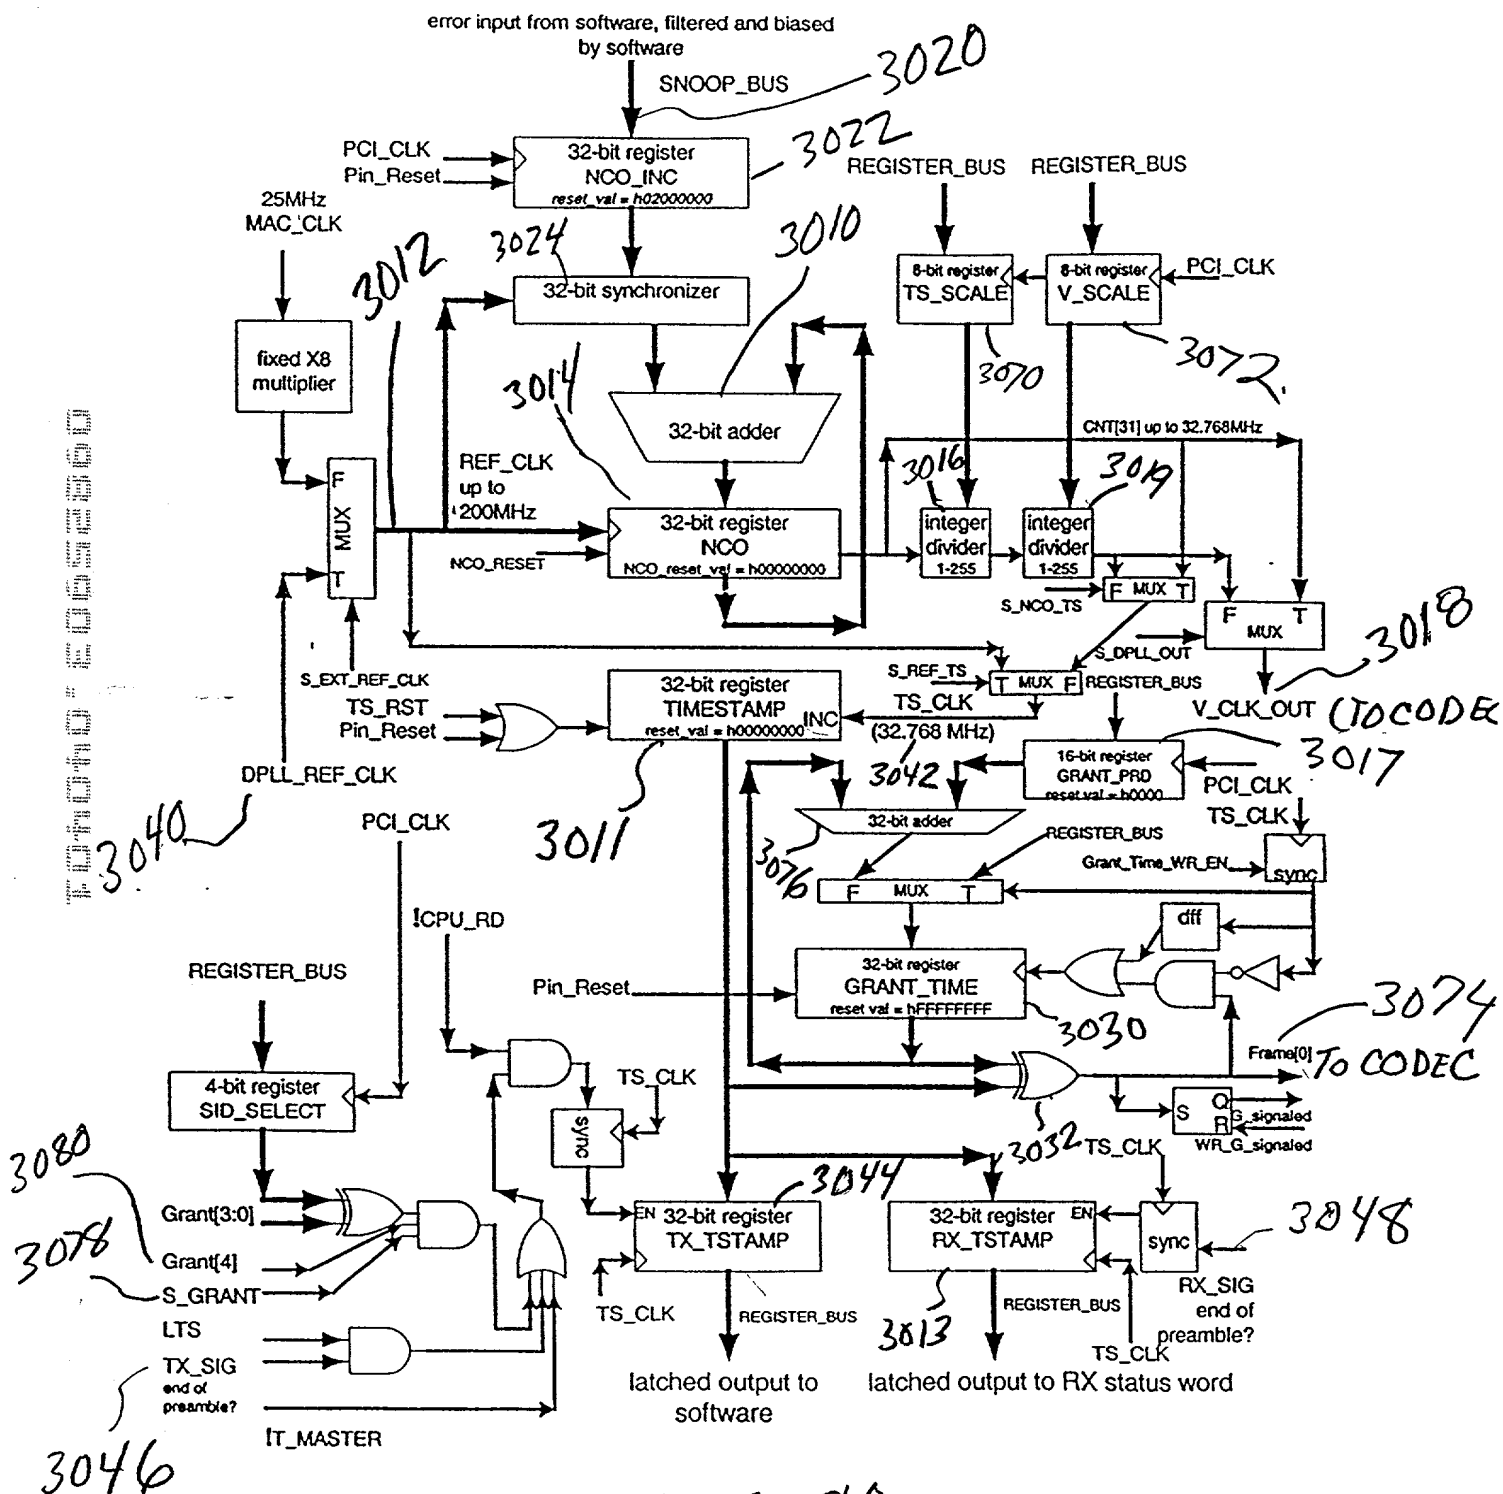 error input from software, filtered and biased
by software
SNOOP_BUS
3020
PCI_CLK
Pin_Reset
32-bit register
NCO_INC
reset_val = h02000000
3022
REGISTER_BUS
REGISTER_BUS
25MHz
MAC_CLK
3024
3010
3012
32-bit synchronizer
8-bit register
TS_SCALE
8-bit register
V_SCALE
PCI_CLK
fixed X8
multiplier
3014
3070
3072
32-bit adder
CNT[31] up to 32.768MHz
REF_CLK
up to
200MHz
3016
3019
F
MUX
T
32-bit register
NCO
NCO_reset_val = h00000000
NCO_RESET
integer
divider
1-255
integer
divider
1-255
S_NCO_TS
F MUX T
F T
MUX
S_DPLL_OUT
3018
S_EXT_REF_CLK
TS_RST
Pin_Reset
32-bit register
TIMESTAMP
reset_val = h00000000
INC
S_REF_TS
T MUX F
REGISTER_BUS
TS_CLK
(32.768 MHz)
V_CLK_OUT (TO CODEC
3042
3017
DPLL_REF_CLK
3040
3011
16-bit register
GRANT_PRD
reset val = h0000
PCI_CLK
TS_CLK
PCI_CLK
32-bit adder
3076
REGISTER_BUS
Grant_Time_WR_EN
sync
F MUX T
!CPU_RD
dff
REGISTER_BUS
Pin_Reset
32-bit register
GRANT_TIME
reset val = hFFFFFFFF
3030
3074
Frame[0]
TO CODEC
4-bit register
SID_SELECT
TS_CLK
sync
S Q
R
G_signaled
WR_G_signaled
3032
TS_CLK
3080
3044
Grant[3:0]
EN
32-bit register
TX_TSTAMP
32-bit register
RX_TSTAMP
EN
sync
3048
3078
Grant[4]
S_GRANT
TS_CLK
REGISTER_BUS
3013
REGISTER_BUS
TS_CLK
RX_SIG
end of
preamble?
LTS
TX_SIG
end of
preamble?
latched output to
software
latched output to RX status word
!T_MASTER
3046